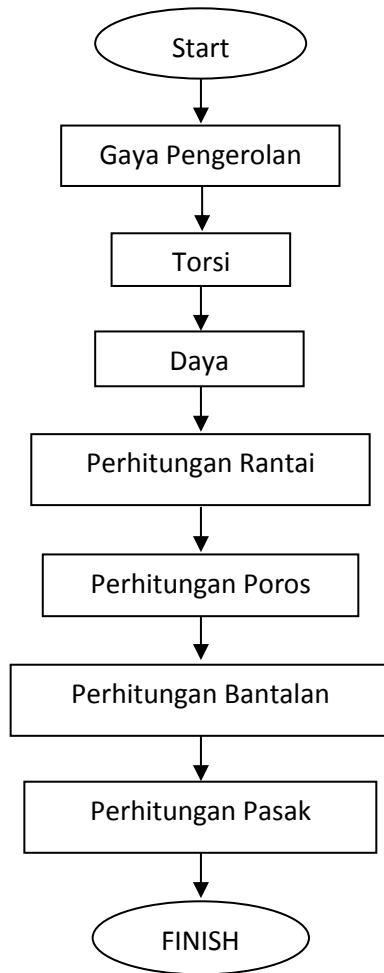 Start
Gaya Pengerolan
Torsi
Daya
Perhitungan Rantai
Perhitungan Poros
Perhitungan Bantalan
Perhitungan Pasak
FINISH